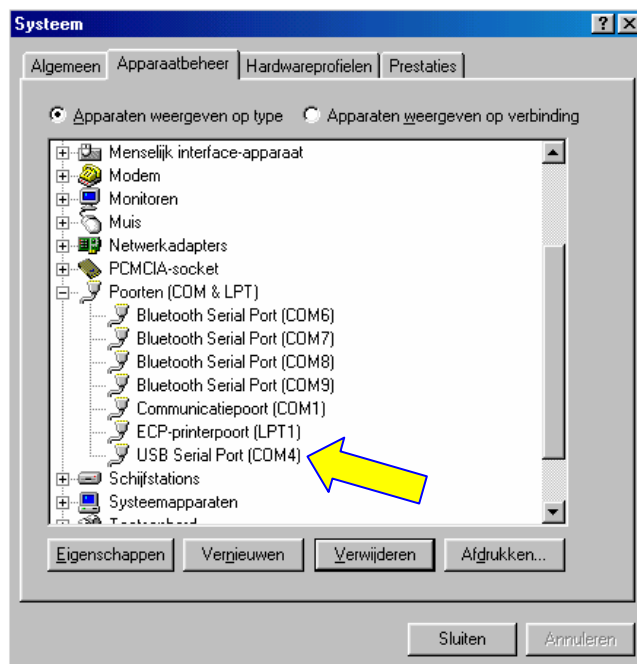 Systeem
Algemeen Apparaatbeheer Hardwareprofielen Prestaties
Apparaten weergeven op type Apparaten weergeven op verbinding
Menselijk interface-apparaat
Modem
Monitoren
Muis
Netwerkadapters
PCMCIA-socket
Poorten (COM & LPT)
Bluetooth Serial Port (COM6)
Bluetooth Serial Port (COM7)
Bluetooth Serial Port (COM8)
Bluetooth Serial Port (COM9)
Communicatiepoort (COM1)
ECP-printerpoort (LPT1)
USB Serial Port (COM4)
Schijfstations
Systeemapparaten
Eigenschappen Vernieuwen Verwijderen Afdrukken...
Sluiten Annuleren